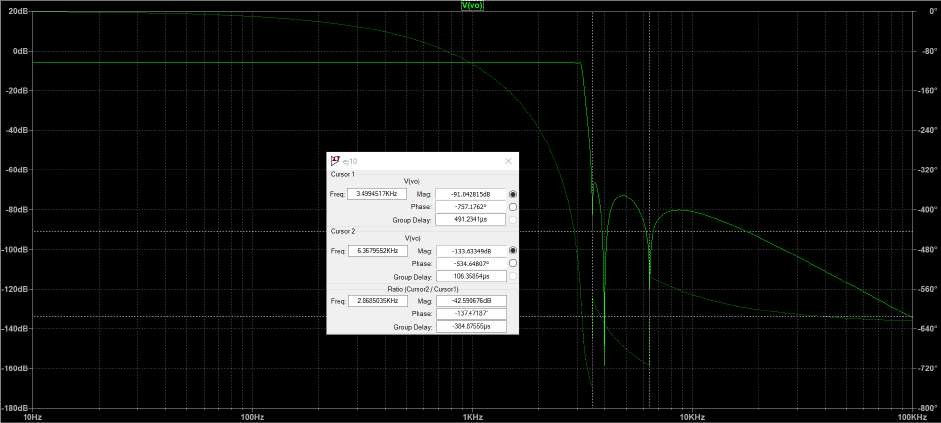 V(vo)
20dB 0°
0dB -80°
-20dB -160°
-40dB -240°
-60dB -320°
-80dB -400°
-100dB -480°
-120dB -560°
-140dB -640°
-160dB -720°
-180dB -800°
10Hz 100Hz 1KHz 10KHz 100KHz
ej10
Cursor 1
V(vo)
Freq: 3.4994517KHz Mag: -91.042815dB
Phase: -757.1762°
Group Delay: 491.2341µs
Cursor 2
V(vo)
Freq: 6.3679552KHz Mag: -133.63349dB
Phase: -534.64807°
Group Delay: 106.35854µs
Ratio (Cursor2 / Cursor1)
Freq: 2.8685035KHz Mag: -42.590676dB
Phase:
Group Delay: -384.87555µs